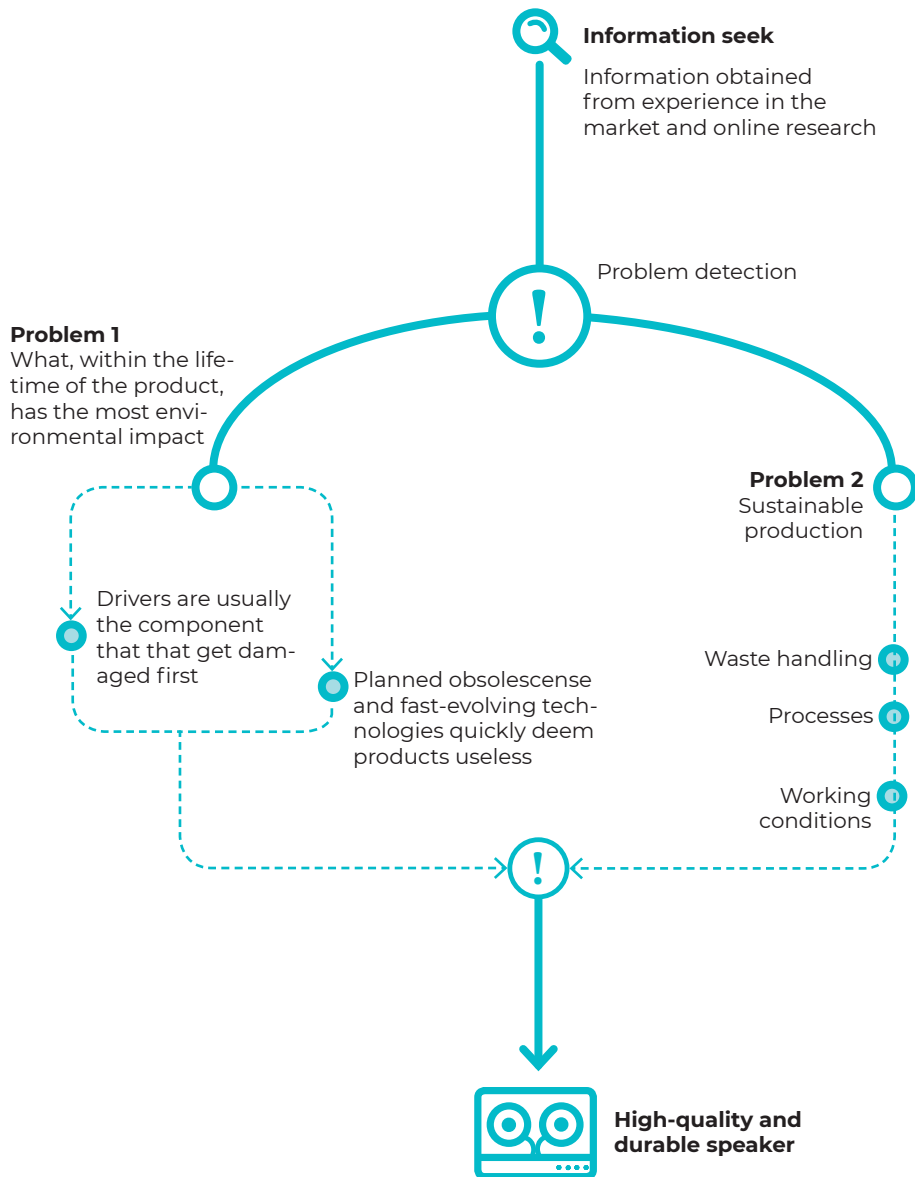 Information seek
Information obtained
from experience in the
market and online research
Problem detection
Problem 1
What, within the life-
time of the product,
has the most envi-
ronmental impact
Problem 2
Sustainable
production
Drivers are usually
the component
that that get dam-
aged first
Planned obsolescense
and fast-evolving tech-
nologies quickly deem
products useless
Waste handling
Processes
Working
conditions
High-quality and
durable speaker